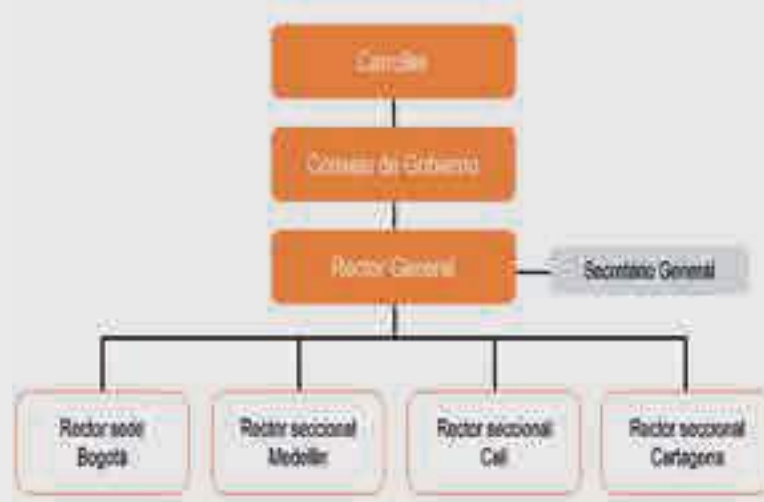 Consejo de Gobierno
Rector General
Secretario General
Rector sede
Bogotá
Rector seccional
Medellín
Rector seccional
Cali
Rector seccional
Cartagena